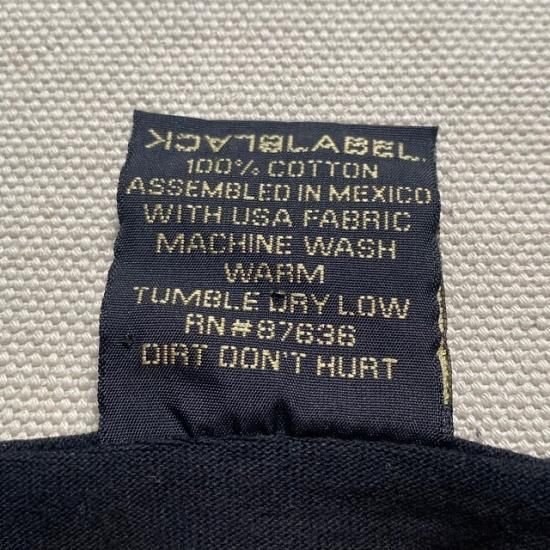 BLACKLABEL.
100% COTTON
ASSEMBLED IN MEXICO
WITH USA FABRIC
MACHINE WASH
WARM
TUMBLE DRY LOW
RN#87636
DIRT DON'T HURT